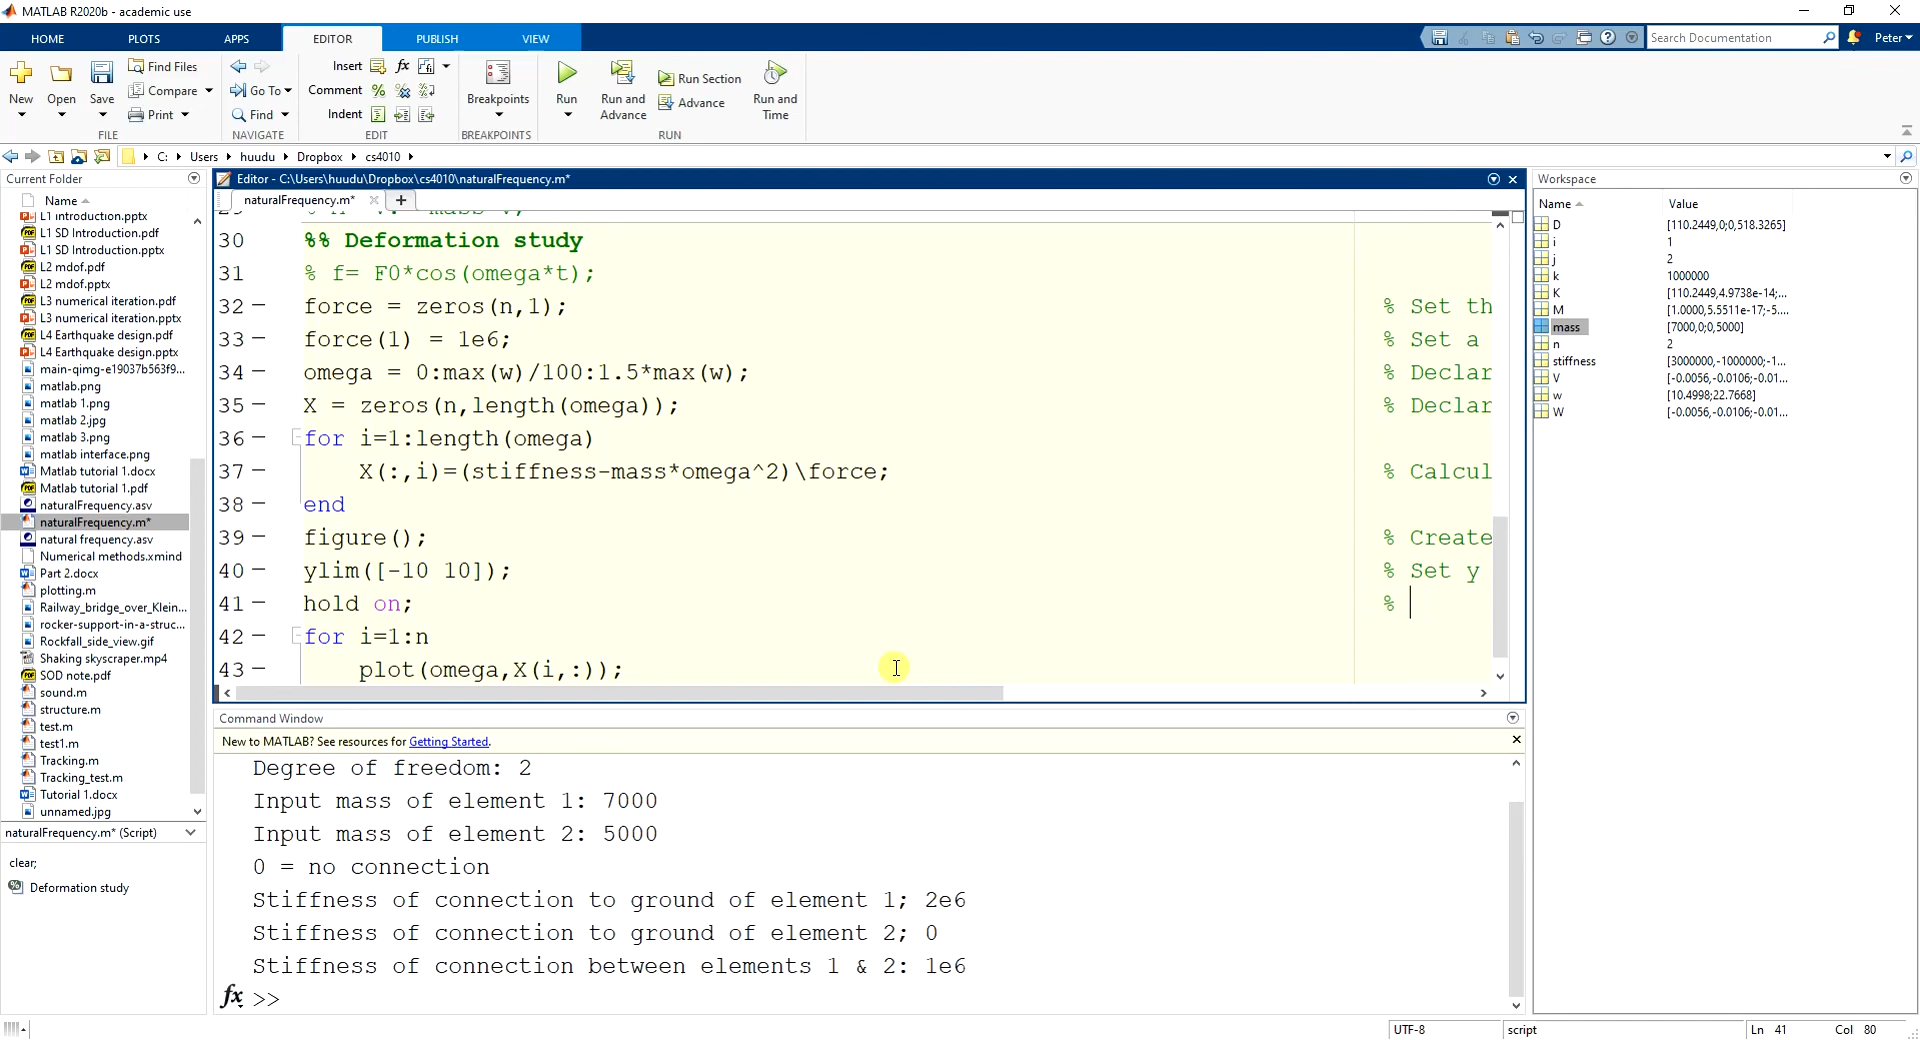 MATLAB R2020b - academic use
HOME
PLOTS
APPS
EDITOR
PUBLISH
VIEW
Search Documentation
Peter
New
Open
Save
Find Files
Compare
Print
FILE
Go To
Find
NAVIGATE
Insert
fx
Comment
Indent
EDIT
Breakpoints
BREAKPOINTS
Run
Run and
Advance
Run Section
Advance
Run and
Time
RUN
C: Users huudu Dropbox cs4010
Current Folder
Name
L1 introduction.pptx
L1 SD Introduction.pdf
L1 SD Introduction.pptx
L2 mdof.pdf
L2 mdof.pptx
L3 numerical iteration.pdf
L3 numerical iteration.pptx
L4 Earthquake design.pdf
L4 Earthquake design.pptx
main-qimg-e19037b563f9...
matlab.png
matlab 1.png
matlab 2.jpg
matlab 3.png
matlab interface.png
Matlab tutorial 1.docx
Matlab tutorial 1.pdf
naturalFrequency.asv
naturalFrequency.m*
natural frequency.asv
Numerical methods.xmind
Part 2.docx
plotting.m
Railway_bridge_over_Klein...
rocker-support-in-a-struc...
Rockfall_side_view.gif
Shaking skyscraper.mp4
SOD note.pdf
sound.m
structure.m
test.m
test1.m
Tracking.m
Tracking_test.m
Tutorial 1.docx
unnamed.jpg
naturalFrequency.m* (Script)
clear;
Deformation study
Editor - C:\Users\huudu\Dropbox\cs4010\naturalFrequency.m*
naturalFrequency.m*
30 %% Deformation study
31 % f= F0*cos(omega*t);
32 force = zeros(n,1); % Set th
33 force(1) = 1e6; % Set a
34 omega = 0:max(w)/100:1.5*max(w); % Declar
35 X = zeros(n,length(omega)); % Declar
36 for i=1:length(omega)
37 X(:,i)=(stiffness-mass*omega^2)\force; % Calcul
38 end
39 figure(); % Create
40 ylim([-10 10]); % Set y
41 hold on; %
42 for i=1:n
43 plot(omega,X(i,:));
Command Window
New to MATLAB? See resources for Getting Started.
Degree of freedom: 2
Input mass of element 1: 7000
Input mass of element 2: 5000
0 = no connection
Stiffness of connection to ground of element 1; 2e6
Stiffness of connection to ground of element 2; 0
Stiffness of connection between elements 1 & 2: 1e6
fx >>
Workspace
Name Value
D [110.2449,0;0,518.3265]
i 1
j 2
k 1000000
K [110.2449,4.9738e-14;...
M [1.0000,5.5511e-17;-5....
mass [7000,0;0,5000]
n 2
stiffness [3000000,-1000000;-1...
V [-0.0056,-0.0106;-0.01...
w [10.4998;22.7668]
W [-0.0056,-0.0106;-0.01...
UTF-8 script Ln 41 Col 80